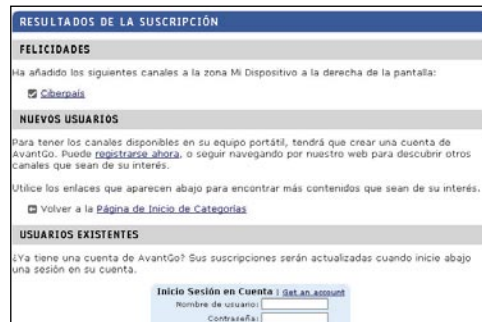 RESULTADOS DE LA SUSCRIPCIÓN
FELICIDADES
Ha añadido los siguientes canales a la zona Mi Dispositivo a la derecha de la pantalla:
Ciberpaís
NUEVOS USUARIOS
Para tener los canales disponibles en su equipo portátil, tendrá que crear una cuenta de
AvantGo. Puede registrarse ahora, o seguir navegando por nuestro web para descubrir otros
canales que sean de su interés.
Utilice los enlaces que aparecen abajo para encontrar más contenidos que sean de su interés.
Volver a la Página de Inicio de Categorías
USUARIOS EXISTENTES
¿Ya tiene una cuenta de AvantGo? Sus suscripciones serán actualizadas cuando inicie abajo
una sesión en su cuenta.
Inicio Sesión en Cuenta | Get an account
Nombre de usuario:
Contraseña: